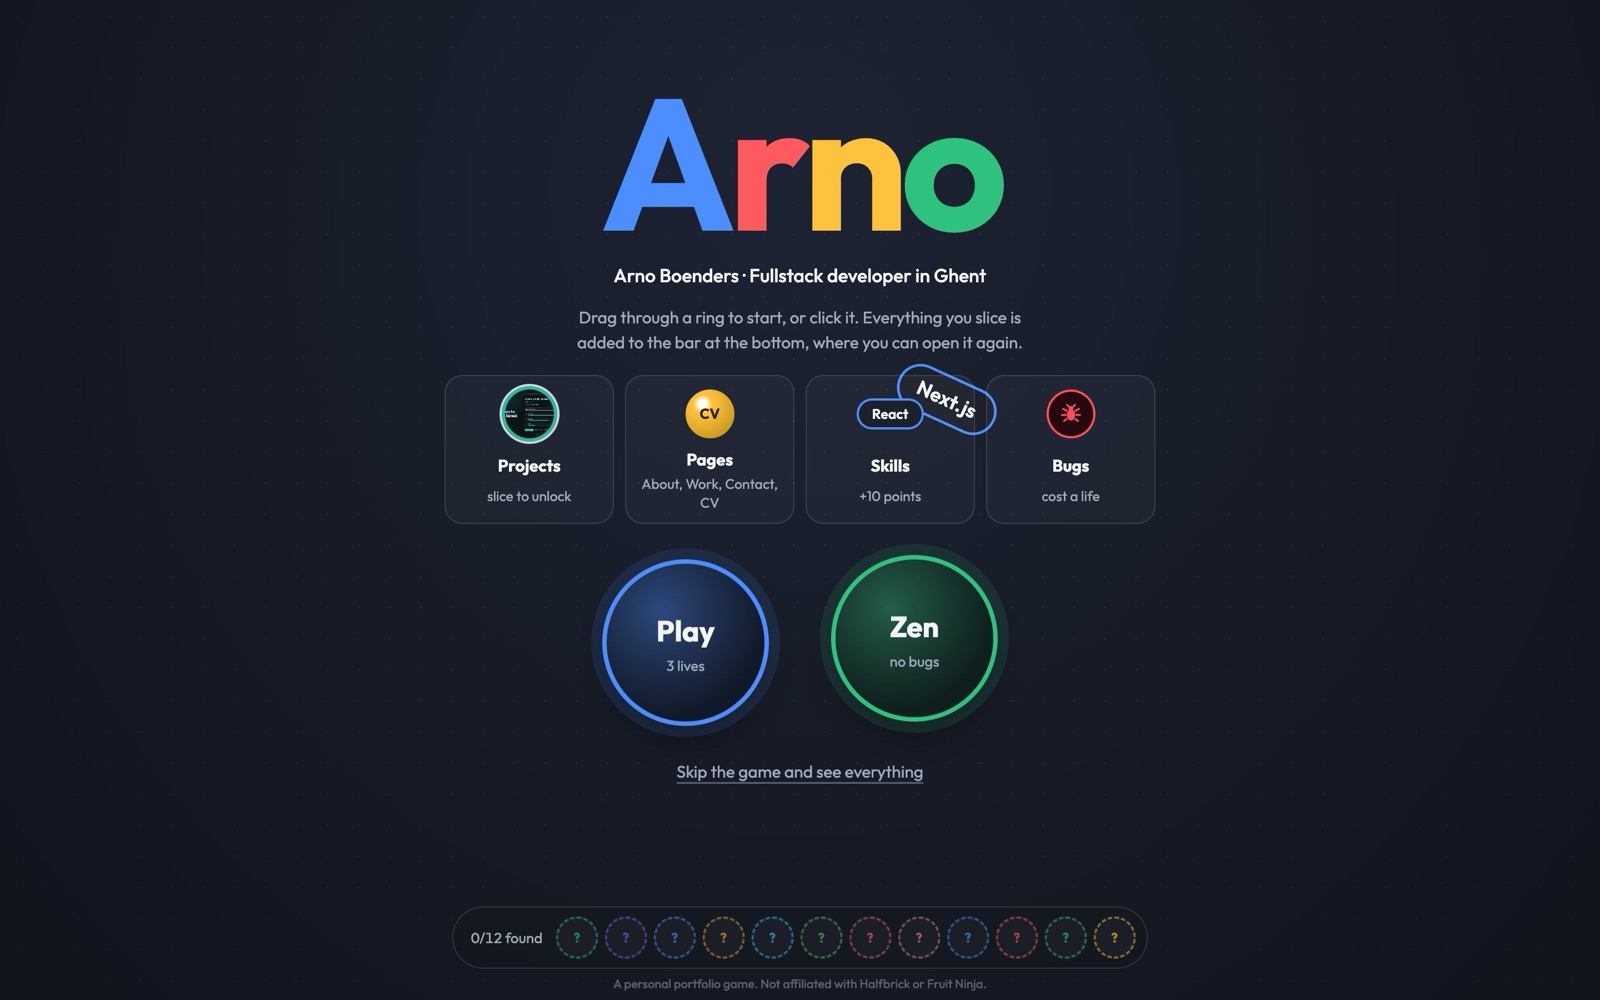 Arno
Arno Boenders · Fullstack developer in Ghent
Drag through a ring to start, or click it. Everything you slice is
added to the bar at the bottom, where you can open it again.
Projects
slice to unlock
CV
Pages
About, Work, Contact,
CV
Next.js
React
Skills
+10 points
Bugs
cost a life
Play
3 lives
Zen
no bugs
Skip the game and see everything
0/12 found ? ? ? ? ? ? ? ? ? ? ? ?
A personal portfolio game. Not affiliated with Halfbrick or Fruit Ninja.